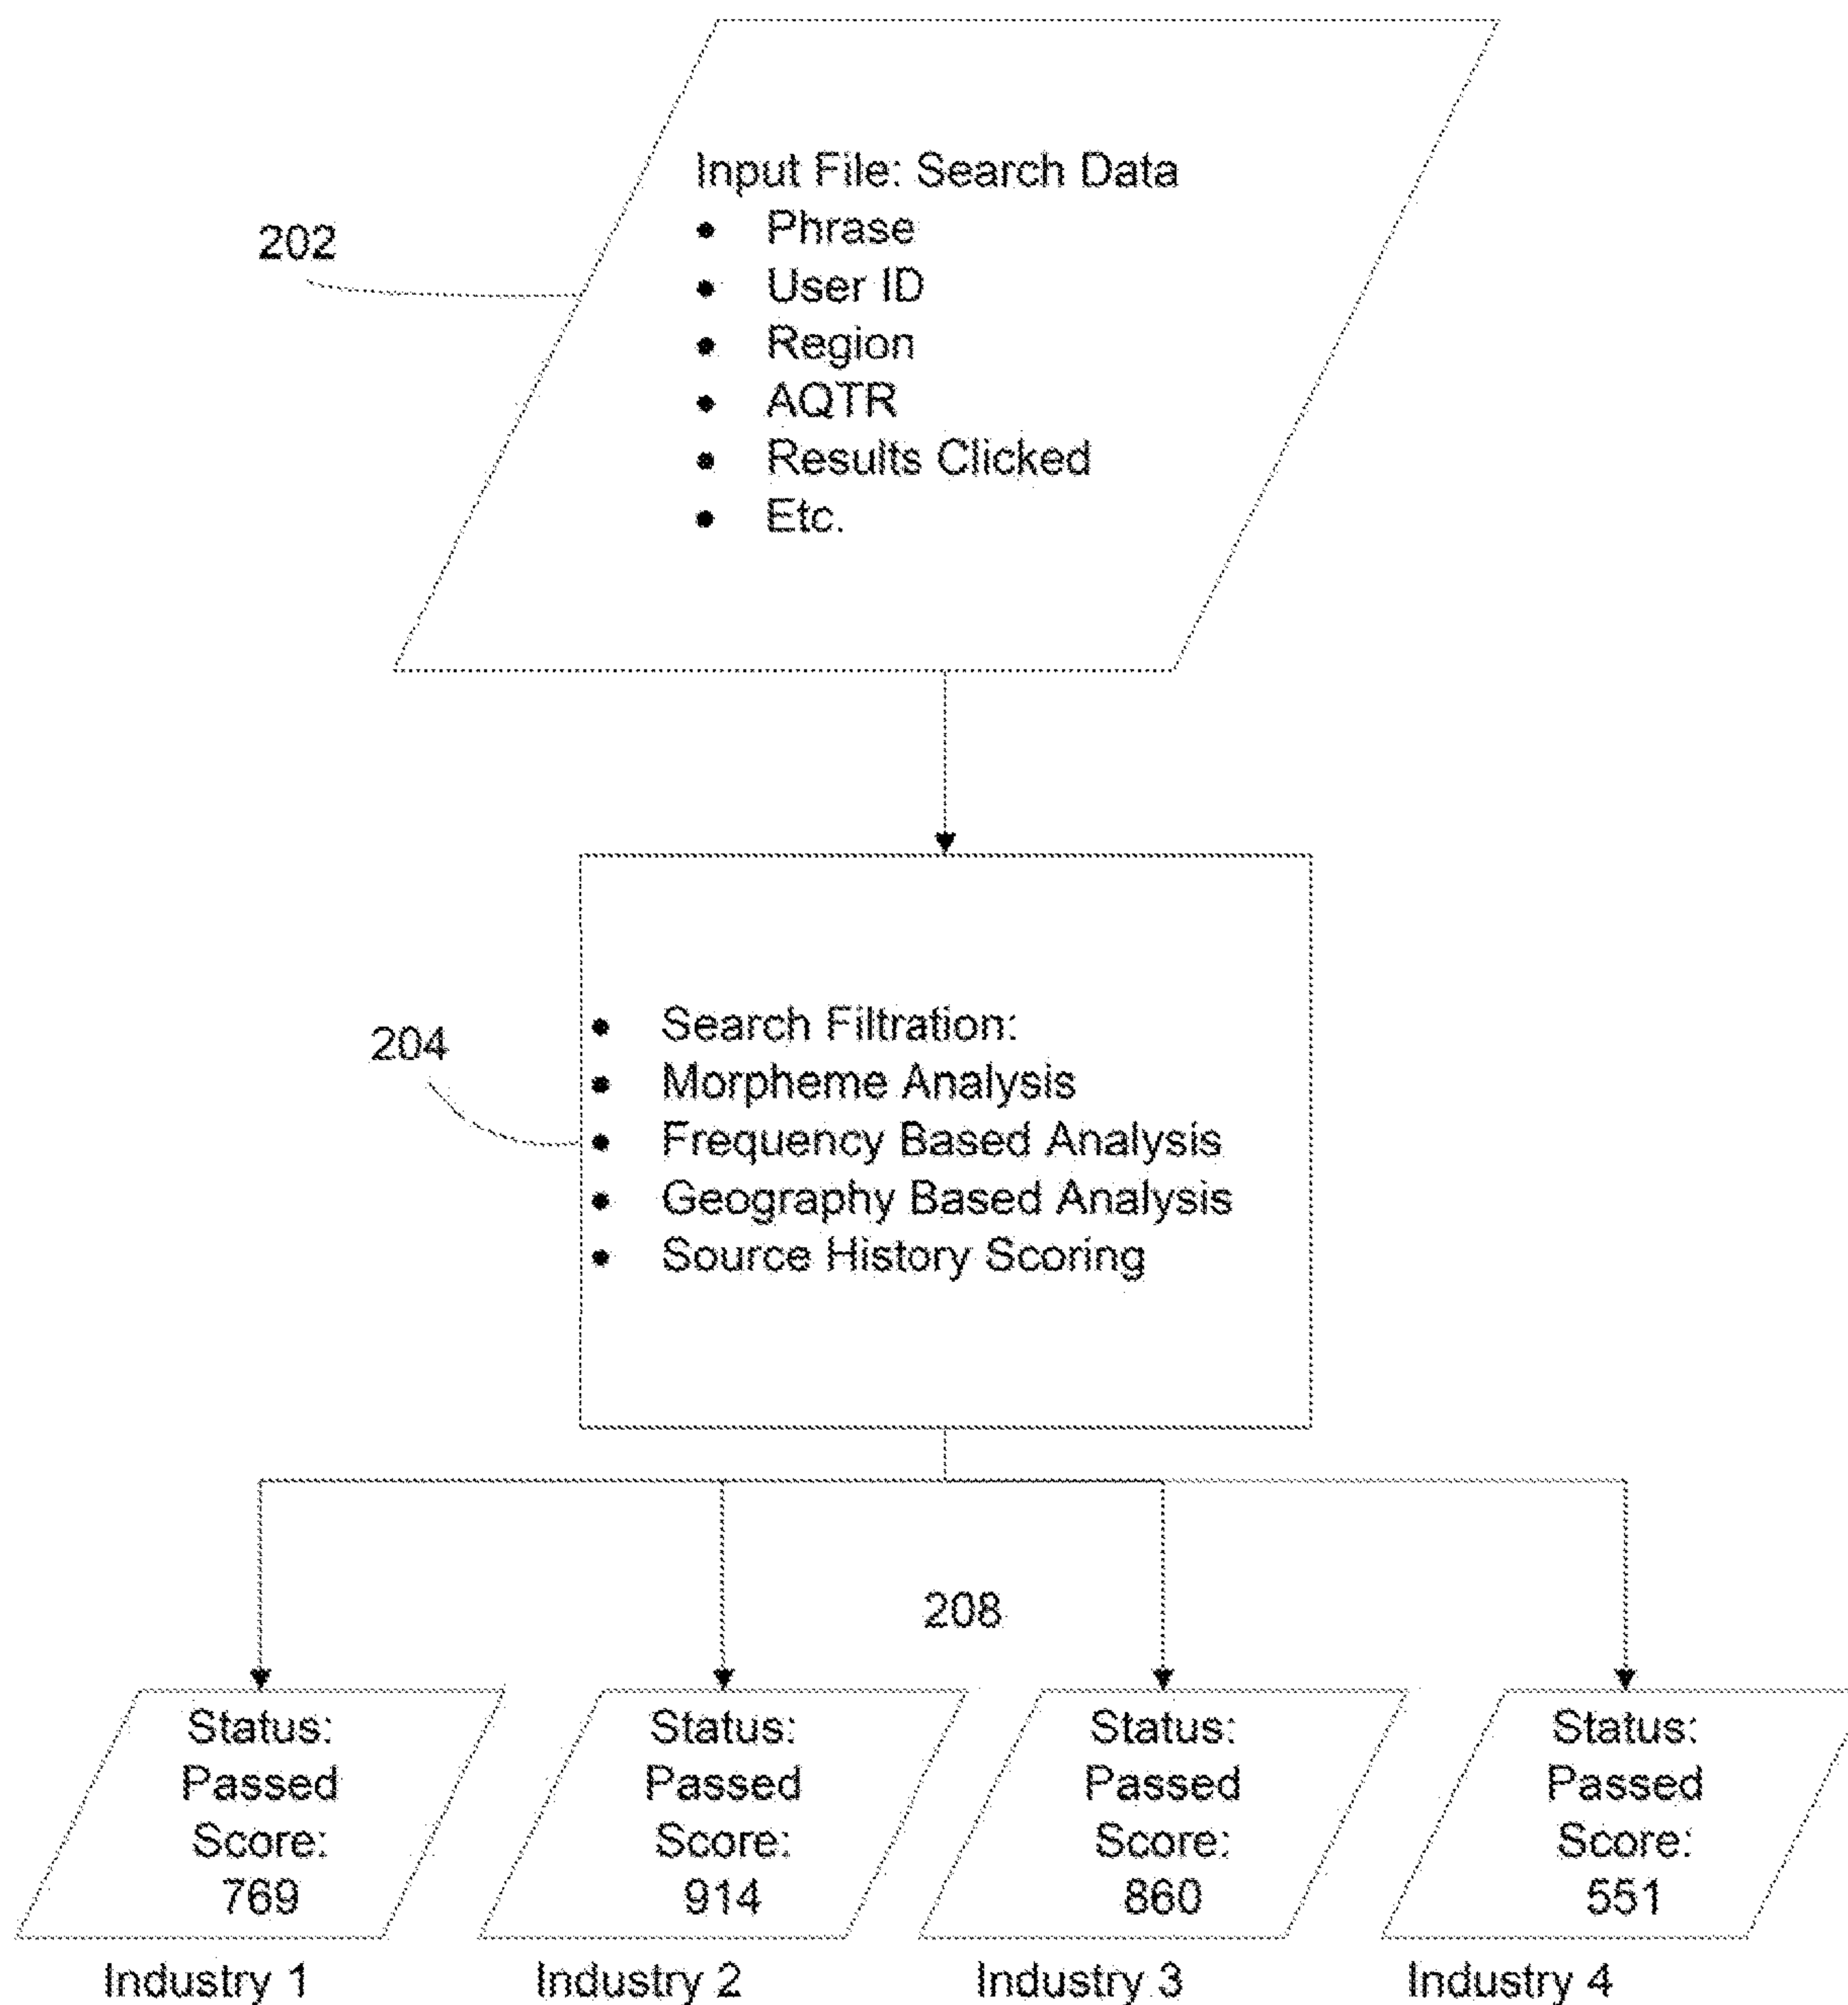 Input File: Search Data
• Phrase
202
• User ID
• Region
• AQTR
• Results Clicked
• Etc.
• Search Filtration:
204
• Morpheme Analysis
• Frequency Based Analysis
• Geography Based Analysis
• Source History Scoring
208
Status:
Passed
Score:
769
Industry 1
Status:
Passed
Score:
914
Industry 2
Status:
Passed
Score:
860
Industry 3
Status:
Passed
Score:
551
Industry 4